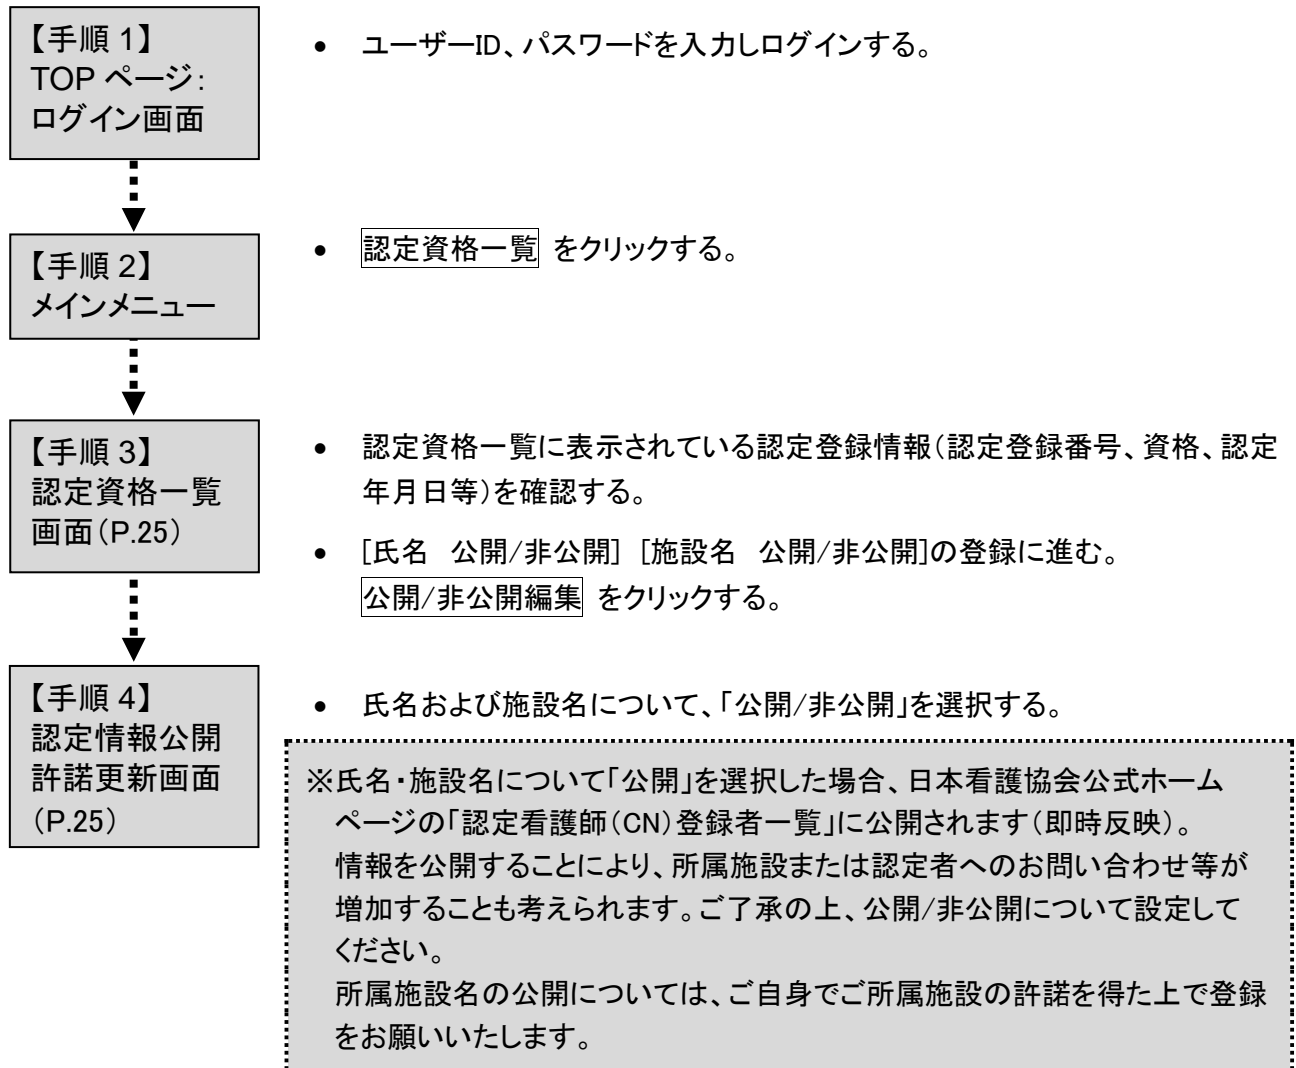 【手順 1】
TOP ページ:
ログイン画面
• ユーザーID、パスワードを入力しログインする。
【手順 2】
メインメニュー
• 認定資格一覧 をクリックする。
【手順 3】
認定資格一覧
画面(P.25)
• 認定資格一覧に表示されている認定登録情報(認定登録番号、資格、認定
年月日等)を確認する。
• [氏名 公開/非公開] [施設名 公開/非公開]の登録に進む。
公開/非公開編集 をクリックする。
【手順 4】
認定情報公開
許諾更新画面
(P.25)
• 氏名および施設名について、「公開/非公開」を選択する。
※氏名・施設名について「公開」を選択した場合、日本看護協会公式ホーム
ページの「認定看護師(CN)登録者一覧」に公開されます(即時反映)。
情報を公開することにより、所属施設または認定者へのお問い合わせ等が
増加することも考えられます。ご了承の上、公開/非公開について設定して
ください。
所属施設名の公開については、ご自身でご所属施設の許諾を得た上で登録
をお願いいたします。